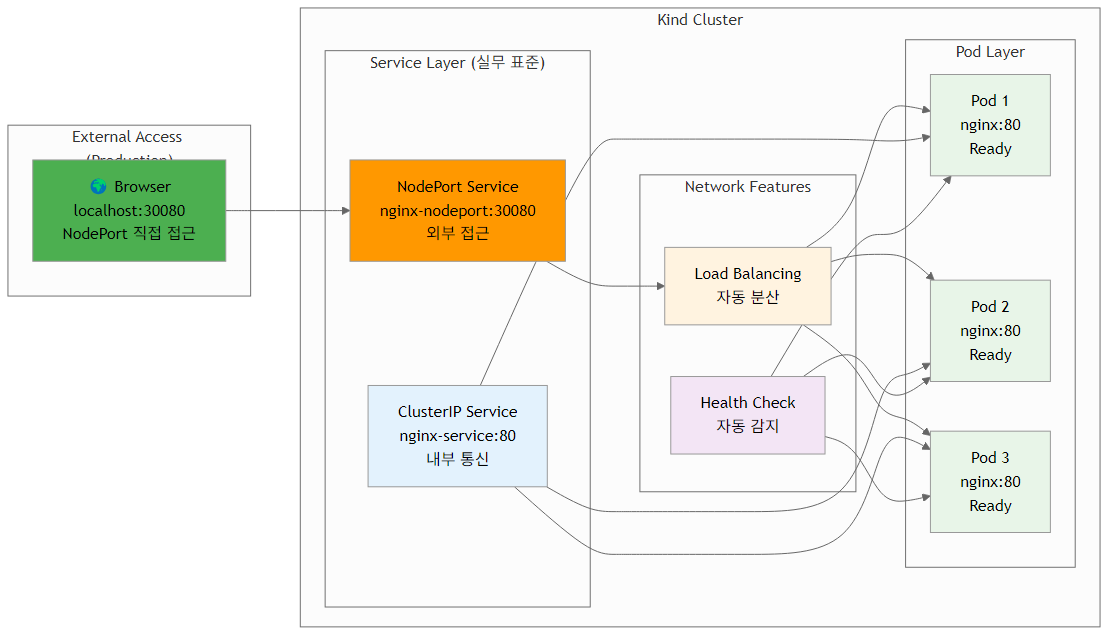 Kind Cluster
External Access
(Production)
🌍 Browser
localhost:30080
NodePort 직접 접근
Service Layer (실무 표준)
NodePort Service
nginx-nodeport:30080
외부 접근
ClusterIP Service
nginx-service:80
내부 통신
Network Features
Load Balancing
자동 분산
Health Check
자동 감지
Pod Layer
Pod 1
nginx:80
Ready
Pod 2
nginx:80
Ready
Pod 3
nginx:80
Ready